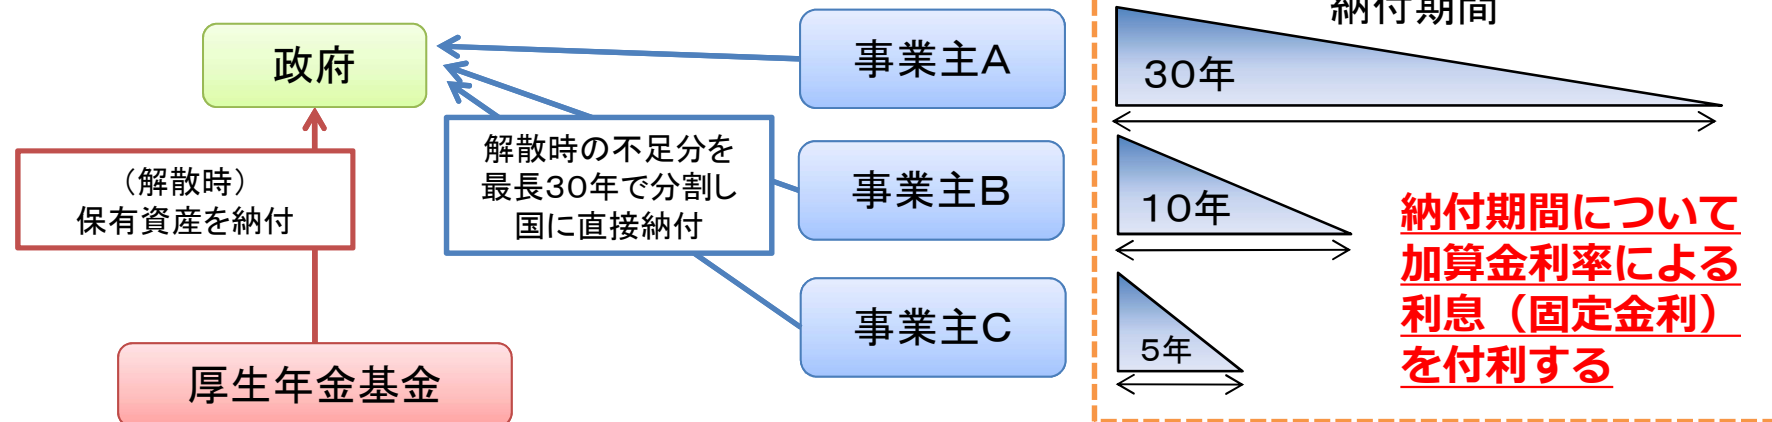 納付期間
政府
事業主A
30年
解散時の不足分を
最長30年で分割し
国に直接納付
（解散時）
保有資産を納付
事業主B
10年
納付期間について
加算金利率による
利息（固定金利）
を付利する
事業主C
5年
厚生年金基金